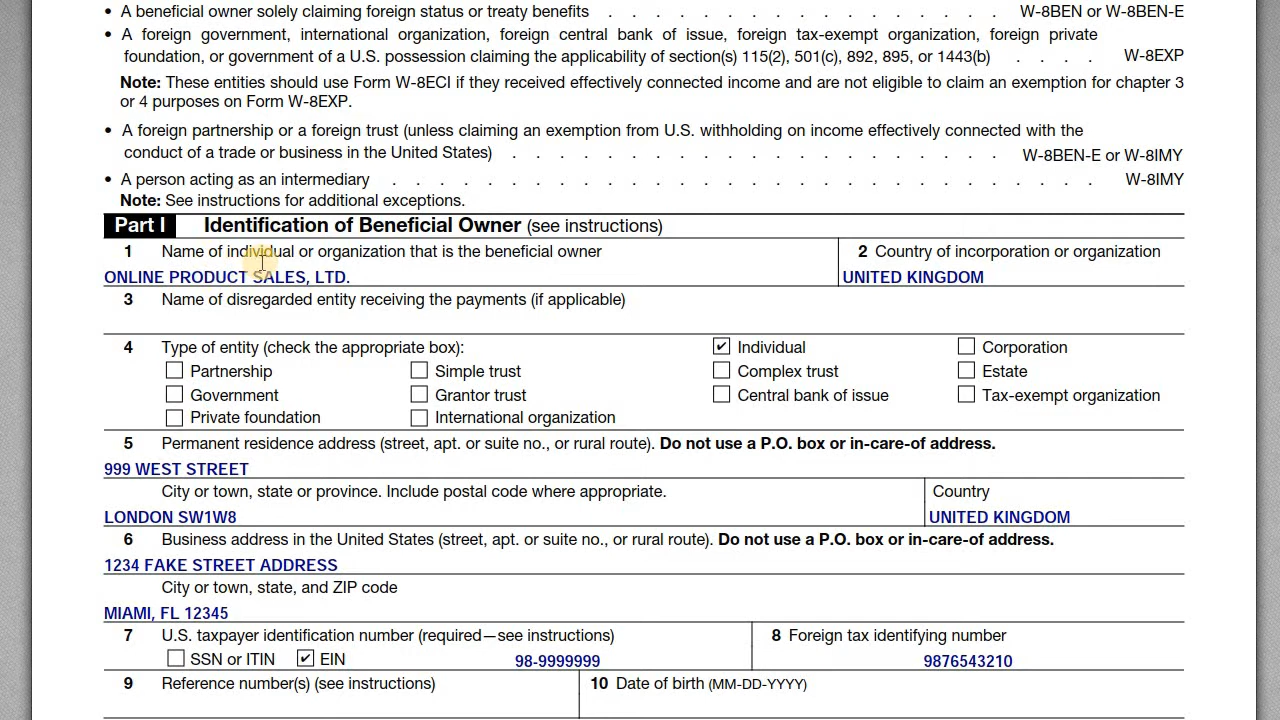 • A beneficial owner solely claiming foreign status or treaty benefits . . . . . . . . . . . . . . . . . W-8BEN or W-8BEN-E
• A foreign government, international organization, foreign central bank of issue, foreign tax-exempt organization, foreign private
foundation, or government of a U.S. possession claiming the applicability of section(s) 115(2), 501(c), 892, 895, or 1443(b) . . . . W-8EXP
Note: These entities should use Form W-8ECI if they received effectively connected income and are not eligible to claim an exemption for chapter 3
or 4 purposes on Form W-8EXP.
• A foreign partnership or a foreign trust (unless claiming an exemption from U.S. withholding on income effectively connected with the
conduct of a trade or business in the United States) . . . . . . . . . . . . . . . . . . . . . W-8BEN-E or W-8IMY
• A person acting as an intermediary . . . . . . . . . . . . . . . . . . . . . . . . . . . . . . W-8IMY
Note: See instructions for additional exceptions.
Part I Identification of Beneficial Owner (see instructions)
1 Name of individual or organization that is the beneficial owner 2 Country of incorporation or organization
ONLINE PRODUCT SALES, LTD. UNITED KINGDOM
3 Name of disregarded entity receiving the payments (if applicable)
4 Type of entity (check the appropriate box): ✔ Individual Corporation
Partnership Simple trust Complex trust Estate
Government Grantor trust Central bank of issue Tax-exempt organization
Private foundation International organization
5 Permanent residence address (street, apt. or suite no., or rural route). Do not use a P.O. box or in-care-of address.
999 WEST STREET
City or town, state or province. Include postal code where appropriate. Country
LONDON SW1W8 UNITED KINGDOM
6 Business address in the United States (street, apt. or suite no., or rural route). Do not use a P.O. box or in-care-of address.
1234 FAKE STREET ADDRESS
City or town, state, and ZIP code
MIAMI, FL 12345
7 U.S. taxpayer identification number (required—see instructions) 8 Foreign tax identifying number
SSN or ITIN ✔ EIN 98-9999999 9876543210
9 Reference number(s) (see instructions) 10 Date of birth (MM-DD-YYYY)